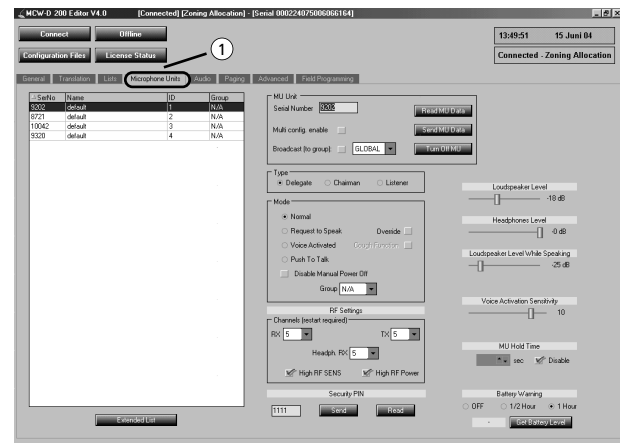 MCW-D 200 Editor V4.0 [Connected] [Zoning Allocation] - [Serial 000224075006066164]
Connect Offline
Configuration Files License Status
13:49:51 15 Juni 04
Connected - Zoning Allocation
1
General Translation Lists Microphone Units Audio Paging Advanced Field Programming
SerNo Name ID Group
9202 default 1 N/A
8721 default 2 N/A
10042 default 3 N/A
9320 default 4 N/A
Extended List
MU Unit
Serial Number 9202 Read MU Data
Multi config. enable Send MU Data
Broadcast (to group): GLOBAL Turn Off MU
Type
Delegate Chairman Listener
Mode
Normal
Request to Speak Override
Voice Activated Cough Function
Push To Talk
Disable Manual Power Off
Group N/A
RF Settings
Channels (restart required)
RX 5 TX 5
Headph. RX 5
High RF SENS High RF Power
Security PIN
1111 Send Read
Loudspeaker Level
-18 dB
Headphones Level
-0 dB
Loudspeaker Level While Speaking
-25 dB
Voice Activation Sensitivity
10
MU Hold Time
sec Disable
Battery Warning
OFF 1/2 Hour 1 Hour
- Get Battery Level